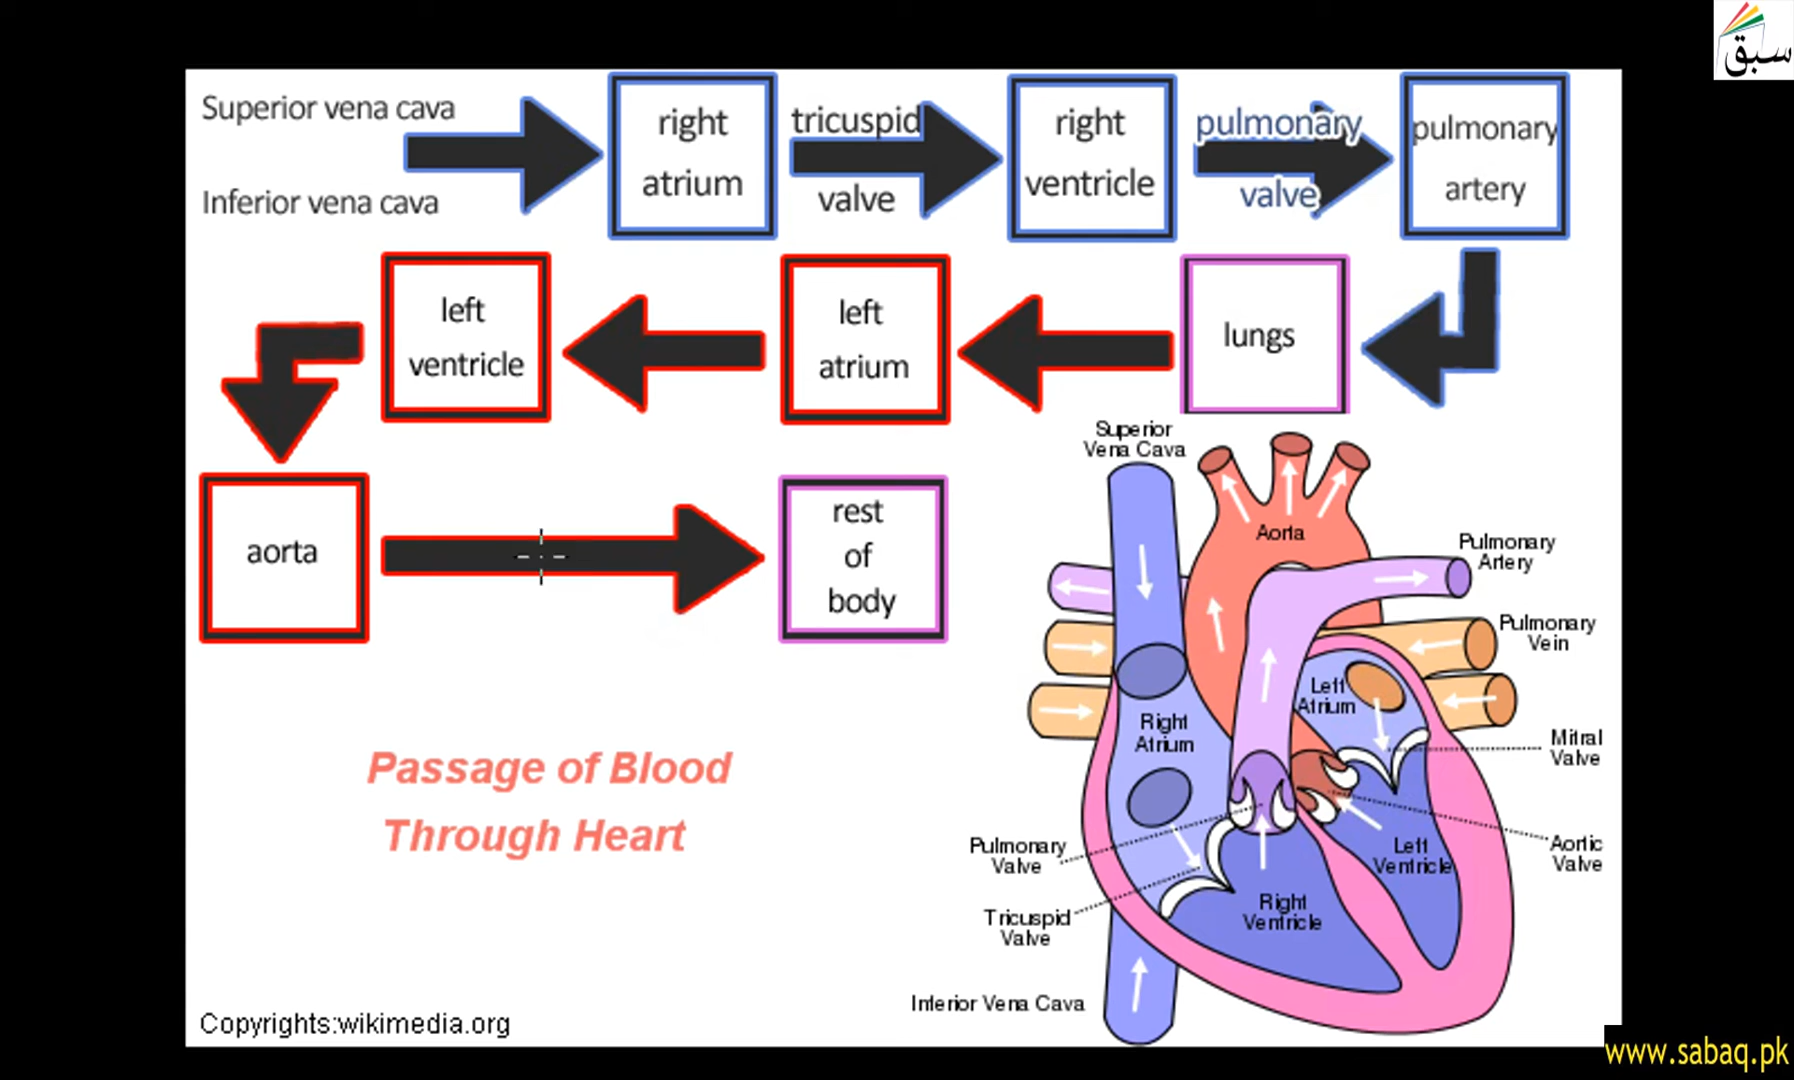 سبق
Superior vena cava
Inferior vena cava
right
atrium
tricuspid
valve
right
ventricle
pulmonary
valve
pulmonary
artery
left
ventricle
left
atrium
lungs
aorta
rest
of
body
Superior
Vena Cava
Aorta
Pulmonary
Artery
Pulmonary
Vein
Left
Atrium
Right
Atrium
Mitral
Valve
Pulmonary
Valve
Left
Ventricle
Aortic
Valve
Tricuspid
Valve
Right
Ventricle
Inferior Vena Cava
Passage of Blood
Through Heart
Copyrights:wikimedia.org
www.sabaq.pk